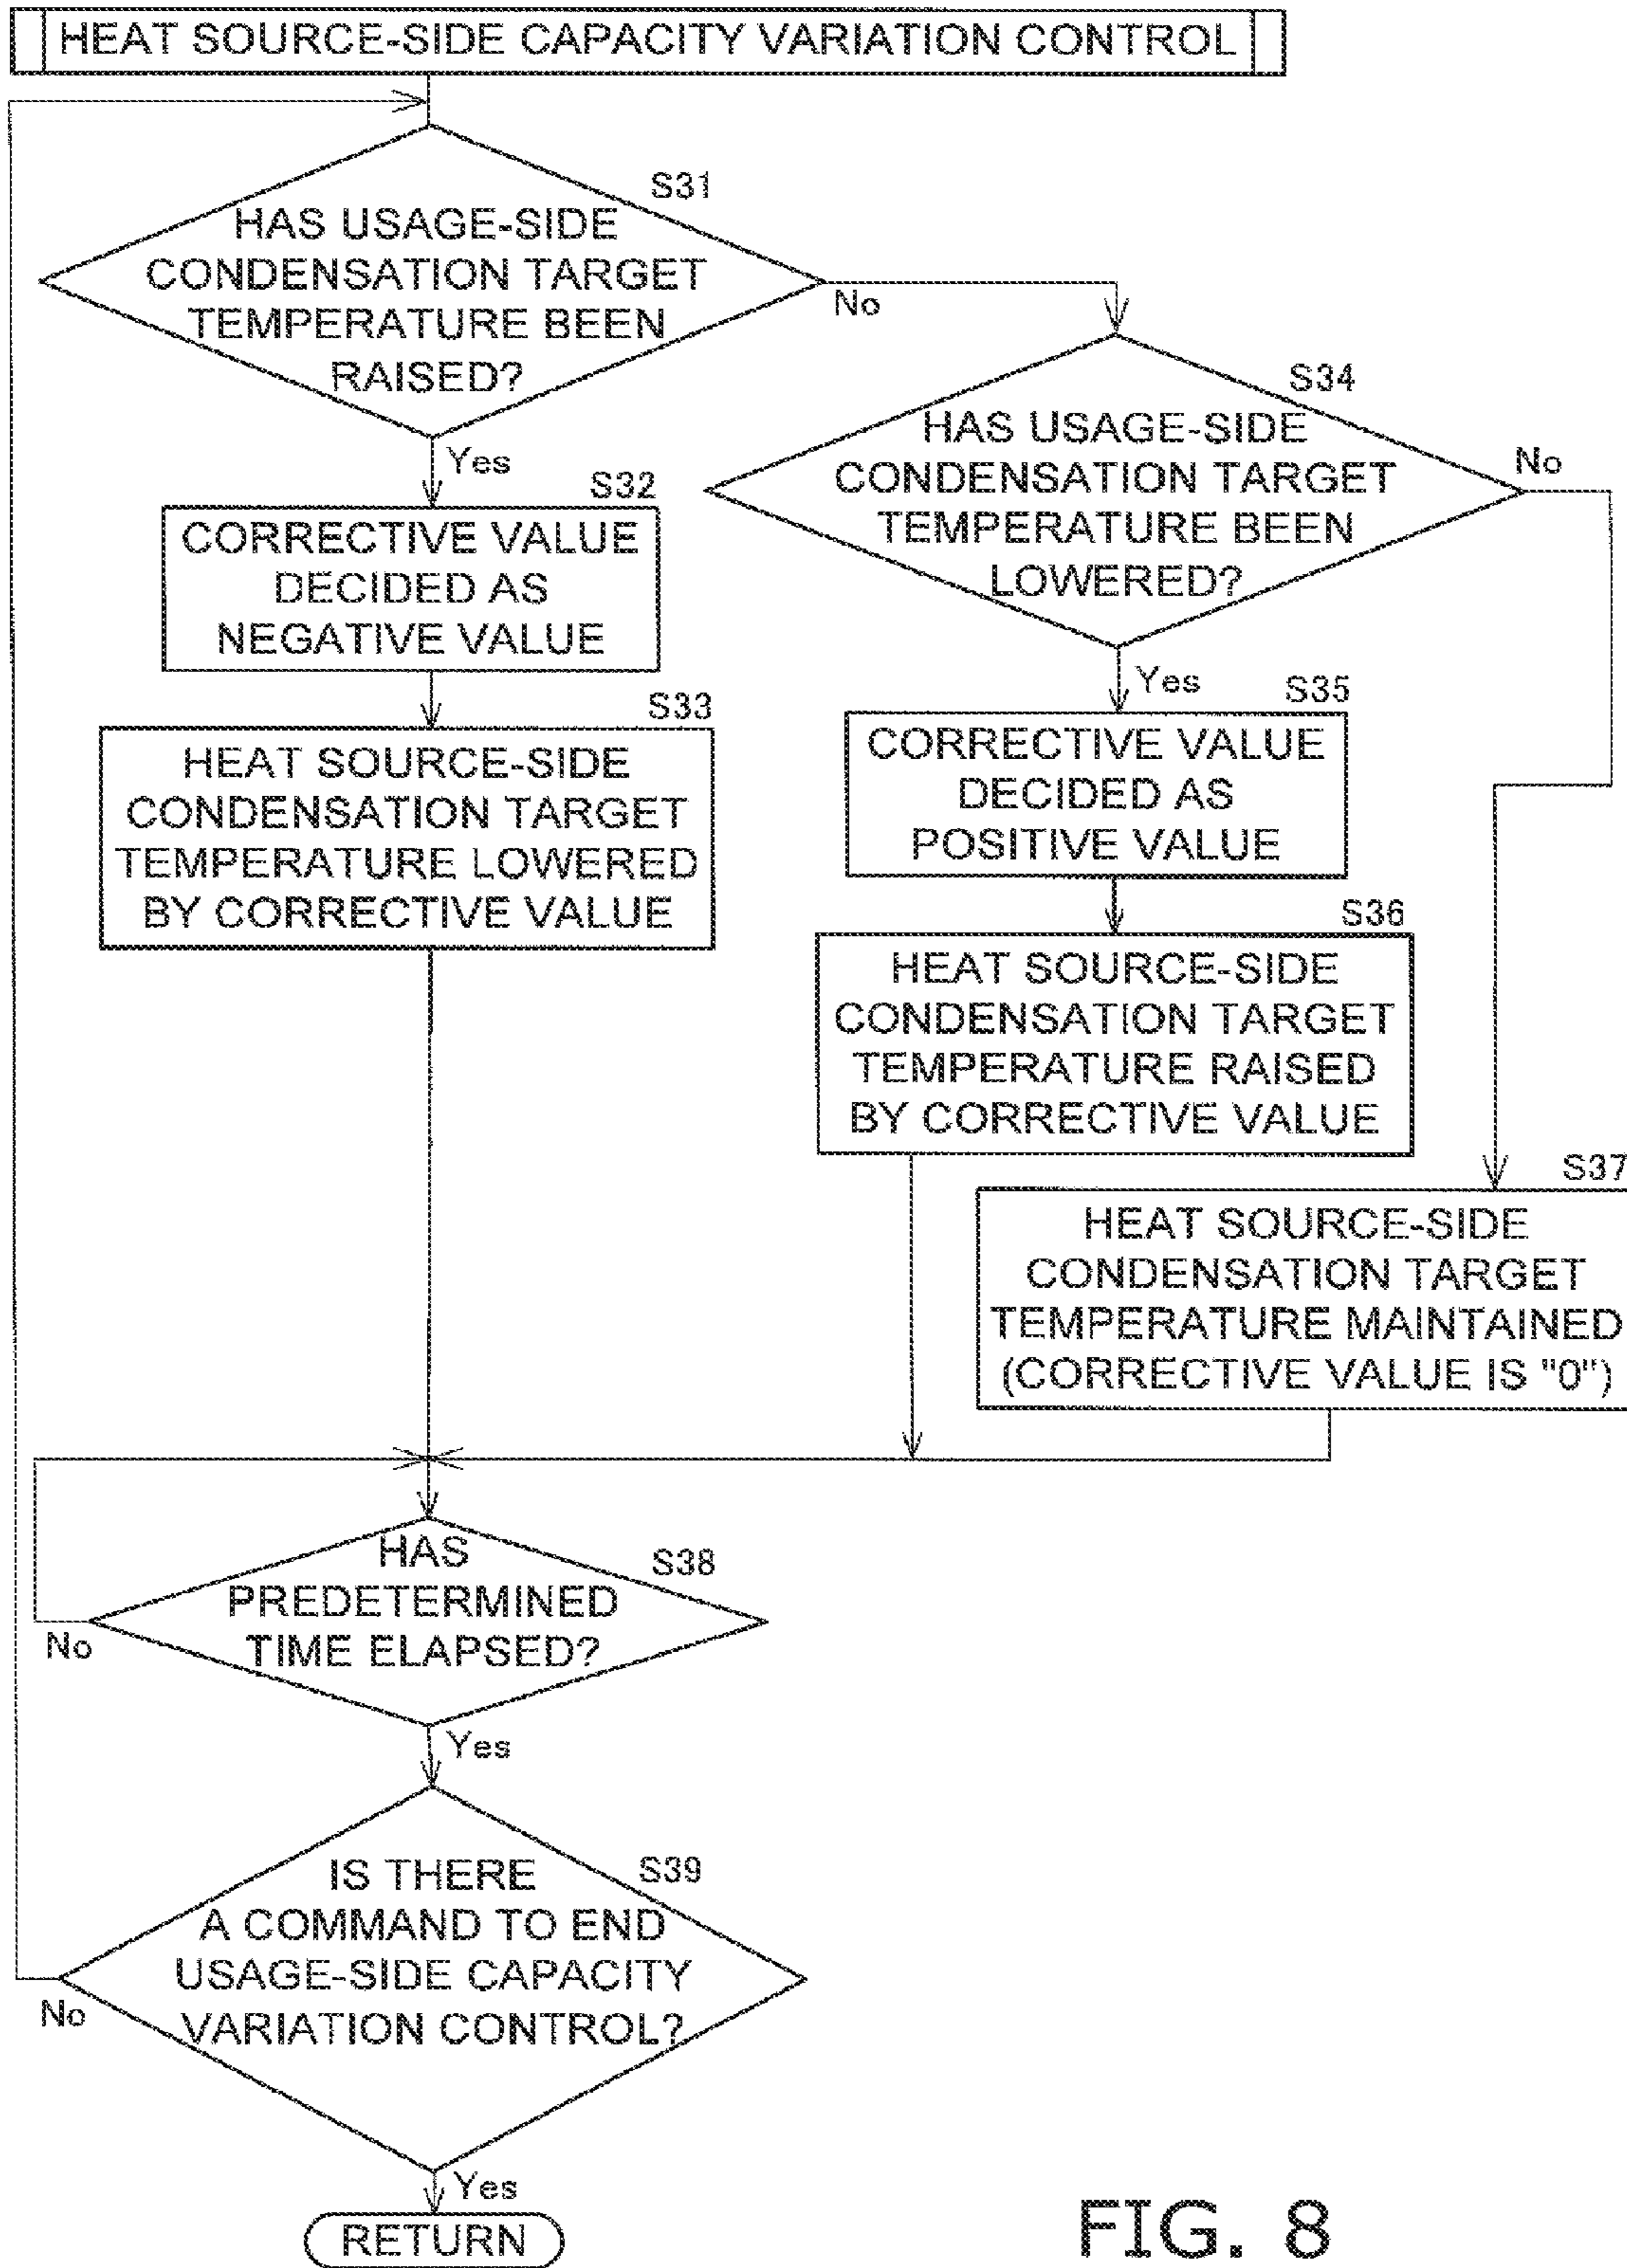 HEAT SOURCE-SIDE CAPACITY VARIATION CONTROL
S31
HAS USAGE-SIDE
CONDENSATION TARGET
TEMPERATURE BEEN
RAISED?
No
Yes
S32
CORRECTIVE VALUE
DECIDED AS
NEGATIVE VALUE
S33
HEAT SOURCE-SIDE
CONDENSATION TARGET
TEMPERATURE LOWERED
BY CORRECTIVE VALUE
S34
HAS USAGE-SIDE
CONDENSATION TARGET
TEMPERATURE BEEN
LOWERED?
No
Yes
S35
CORRECTIVE VALUE
DECIDED AS
POSITIVE VALUE
S36
HEAT SOURCE-SIDE
CONDENSATION TARGET
TEMPERATURE RAISED
BY CORRECTIVE VALUE
S37
HEAT SOURCE-SIDE
CONDENSATION TARGET
TEMPERATURE MAINTAINED
(CORRECTIVE VALUE IS "0")
S38
HAS
PREDETERMINED
TIME ELAPSED?
No
Yes
S39
IS THERE
A COMMAND TO END
USAGE-SIDE CAPACITY
VARIATION CONTROL?
No
Yes
RETURN
FIG. 8